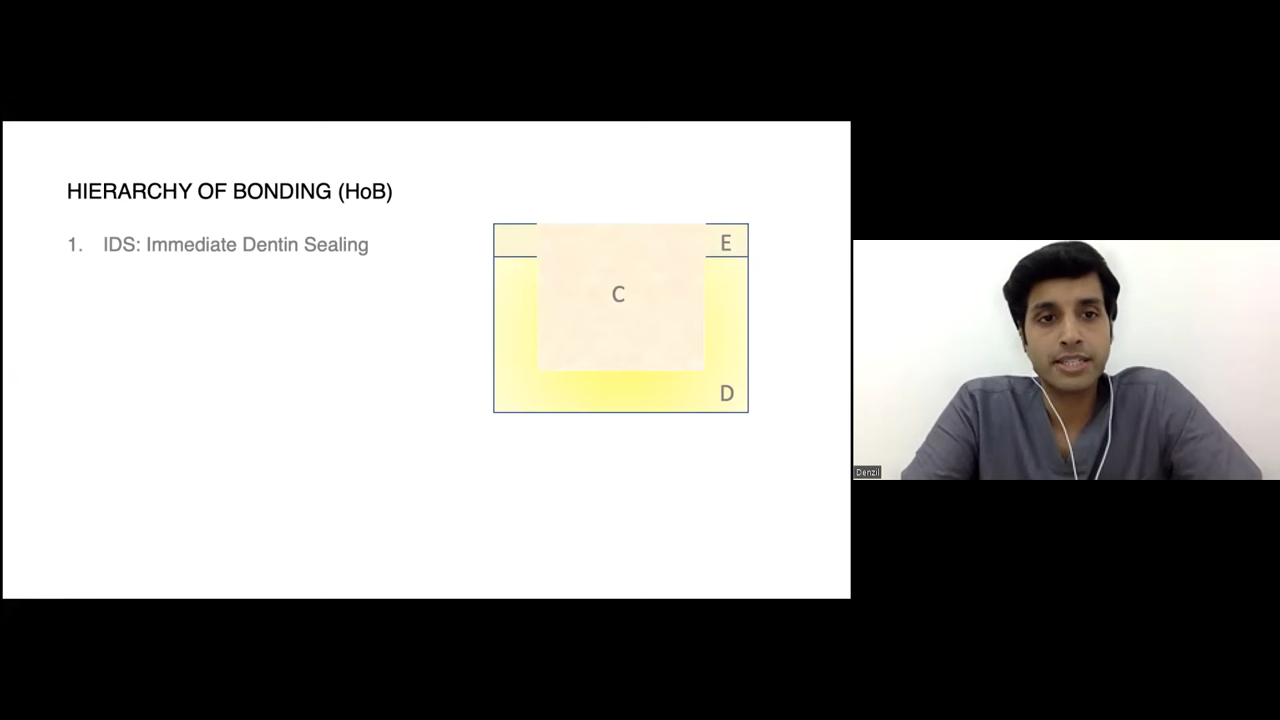 HIERARCHY OF BONDING (HoB)
1. IDS: Immediate Dentin Sealing
E
C
D
Denzil